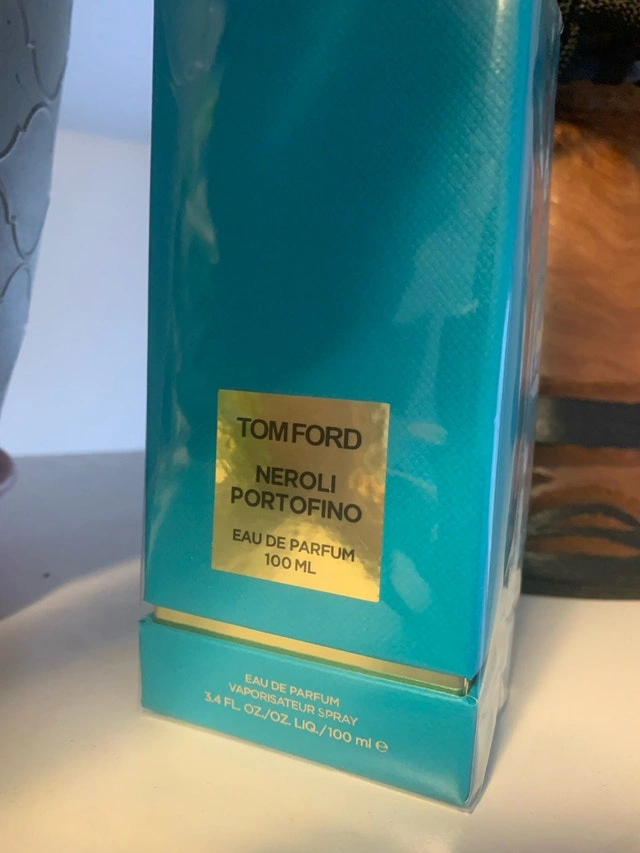 TOM FORD
NEROLI
PORTOFINO
EAU DE PARFUM
100 ML
EAU DE PARFUM
VAPORISATEUR SPRAY
3.4 FL. OZ./OZ. LIQ./100 ml ℮